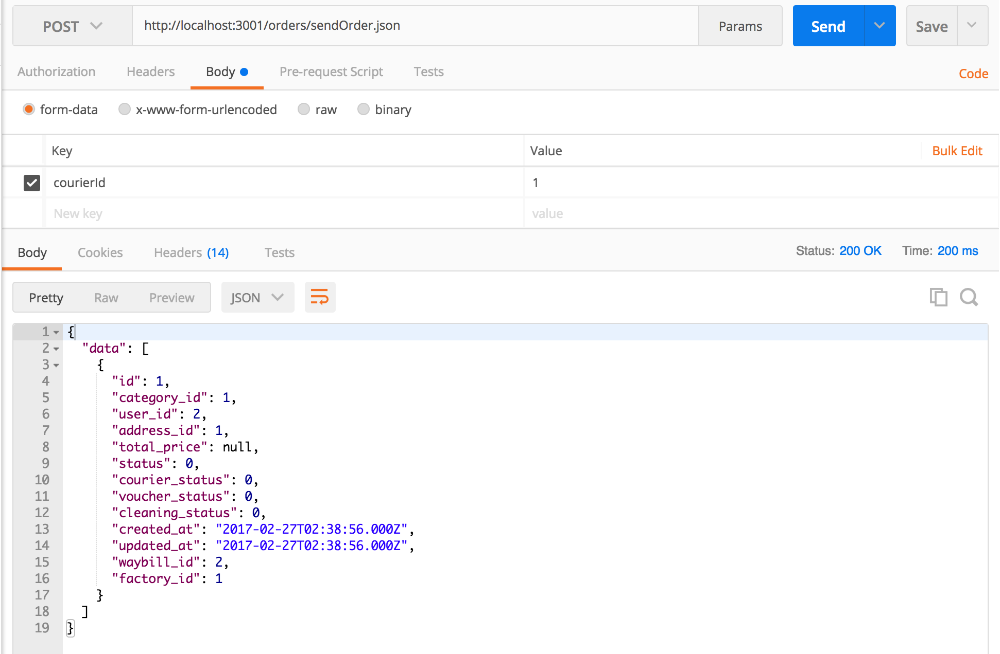 POST http://localhost:3001/orders/sendOrder.json Params Send Save
Authorization Headers Body Pre-request Script Tests Code
form-data x-www-form-urlencoded raw binary
Key Value Bulk Edit
courierId 1
New key value
Body Cookies Headers (14) Tests Status: 200 OK Time: 200 ms
Pretty Raw Preview JSON
1 {
2 "data": [
3 {
4 "id": 1,
5 "category_id": 1,
6 "user_id": 2,
7 "address_id": 1,
8 "total_price": null,
9 "status": 0,
10 "courier_status": 0,
11 "voucher_status": 0,
12 "cleaning_status": 0,
13 "created_at": "2017-02-27T02:38:56.000Z",
14 "updated_at": "2017-02-27T02:38:56.000Z",
15 "waybill_id": 2,
16 "factory_id": 1
17 }
18 ]
19 }